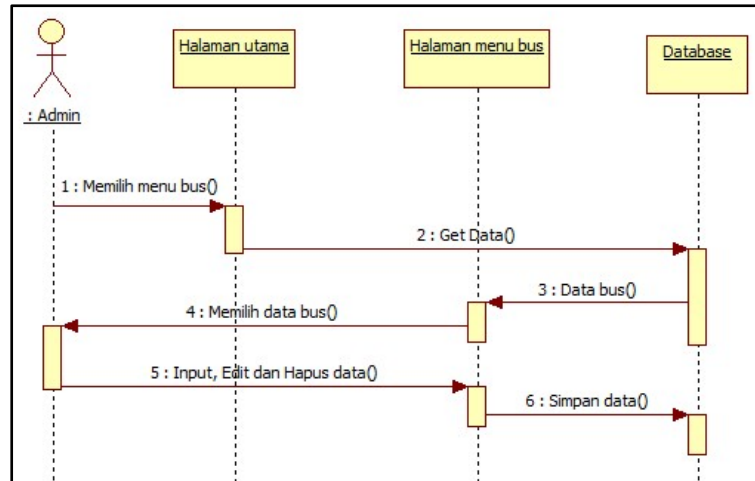 Halaman utama
Halaman menu bus
Database
: Admin
1 : Memilih menu bus()
2 : Get Data()
3 : Data bus()
4 : Memilih data bus()
5 : Input, Edit dan Hapus data()
6 : Simpan data()